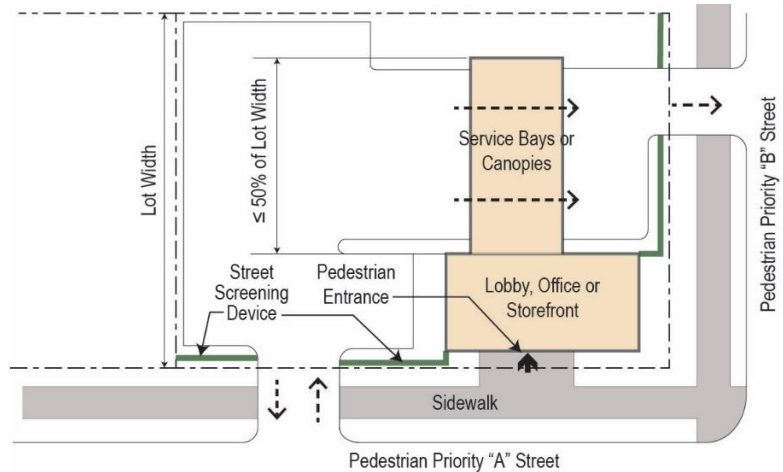 Lot Width
≤ 50% of Lot Width
Service Bays or
Canopies
Pedestrian Priority “B” Street
Street
Screening
Device
Pedestrian
Entrance
Lobby, Office or
Storefront
Sidewalk
Pedestrian Priority “A” Street